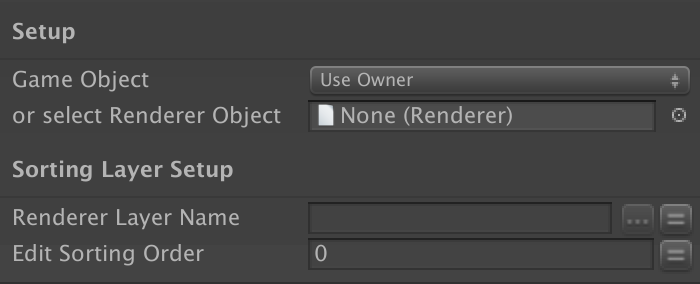 Setup
Game Object Use Owner
or select Renderer Object None (Renderer)
Sorting Layer Setup
Renderer Layer Name ... =
Edit Sorting Order 0 =